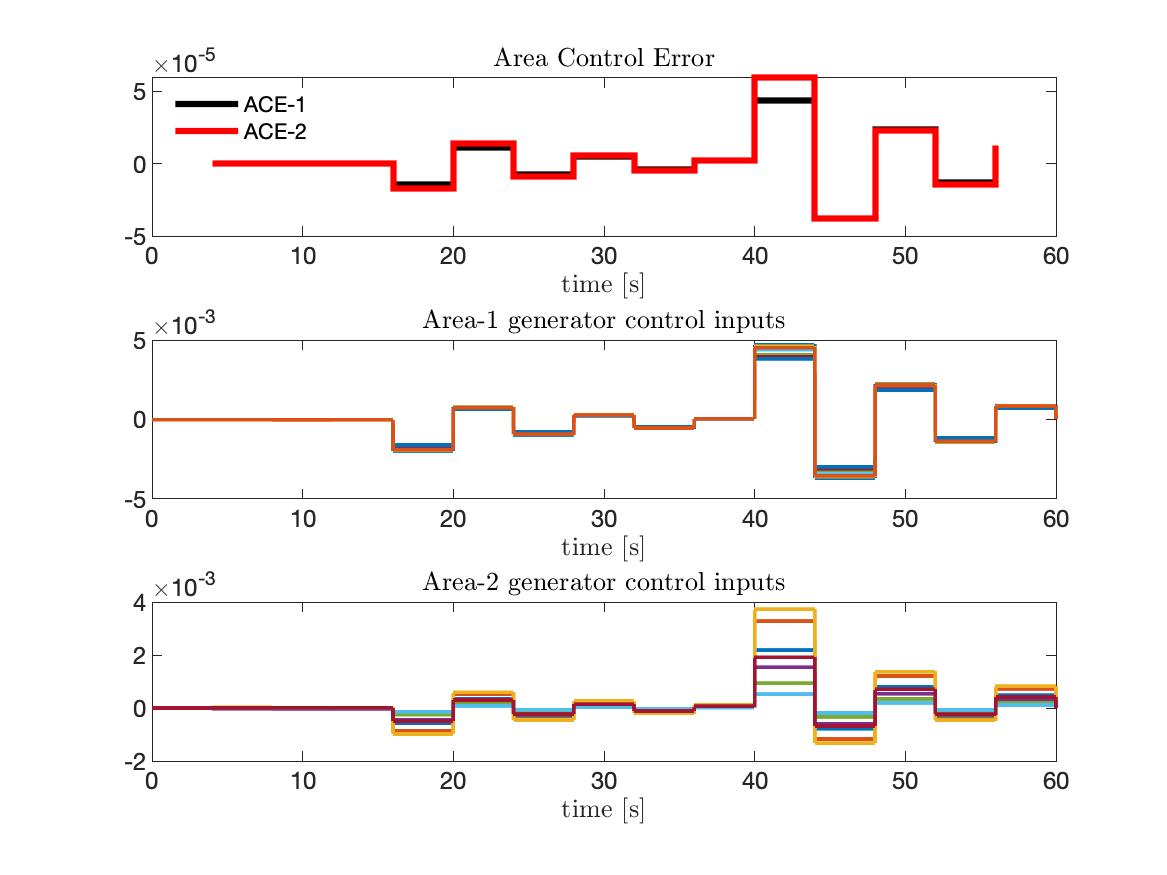 ×10-5
Area Control Error
5
0
-5
ACE-1
ACE-2
0 10 20 30 40 50 60
time [s]
×10-3
Area-1 generator control inputs
5
0
-5
0 10 20 30 40 50 60
time [s]
×10-3
Area-2 generator control inputs
4
2
0
-2
0 10 20 30 40 50 60
time [s]